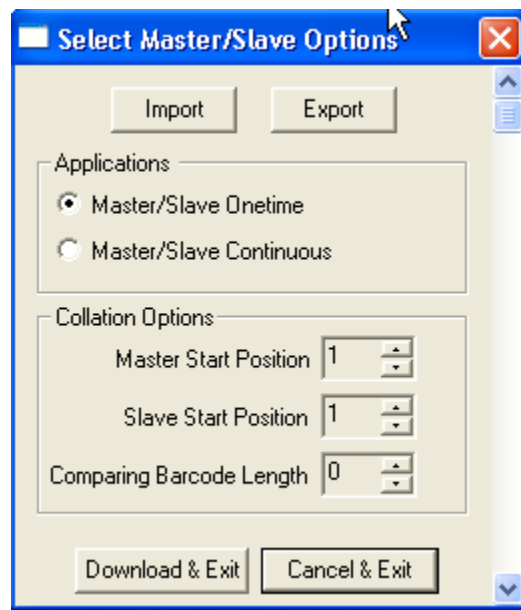 Select Master/Slave Options
Import Export
Applications
Master/Slave Onetime
Master/Slave Continuous
Collation Options
Master Start Position 1
Slave Start Position 1
Comparing Barcode Length 0
Download & Exit Cancel & Exit